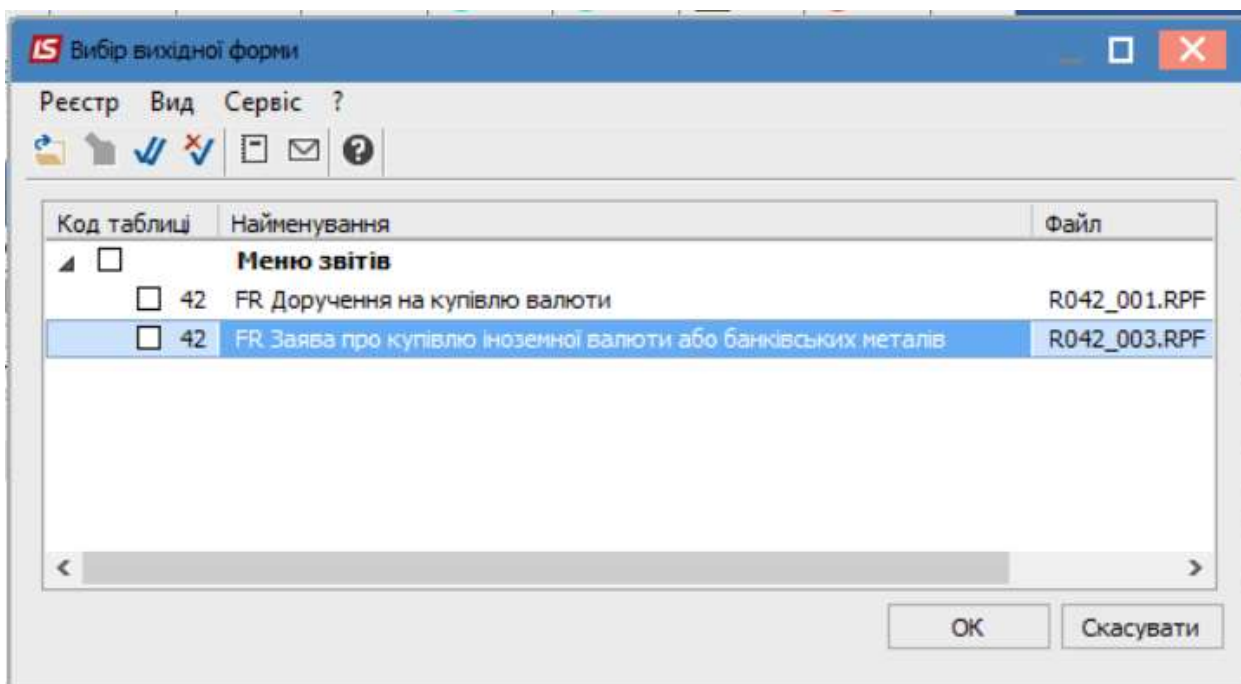 IS Вибір вихідної форми
Реєстр Вид Сервіс ?
Код таблиці Найменування Файл
Меню звітів
42 FR Доручення на купівлю валюти R042_001.RPF
42 FR Заява про купівлю іноземної валюти або банківських металів R042_003.RPF
ОК Скасувати